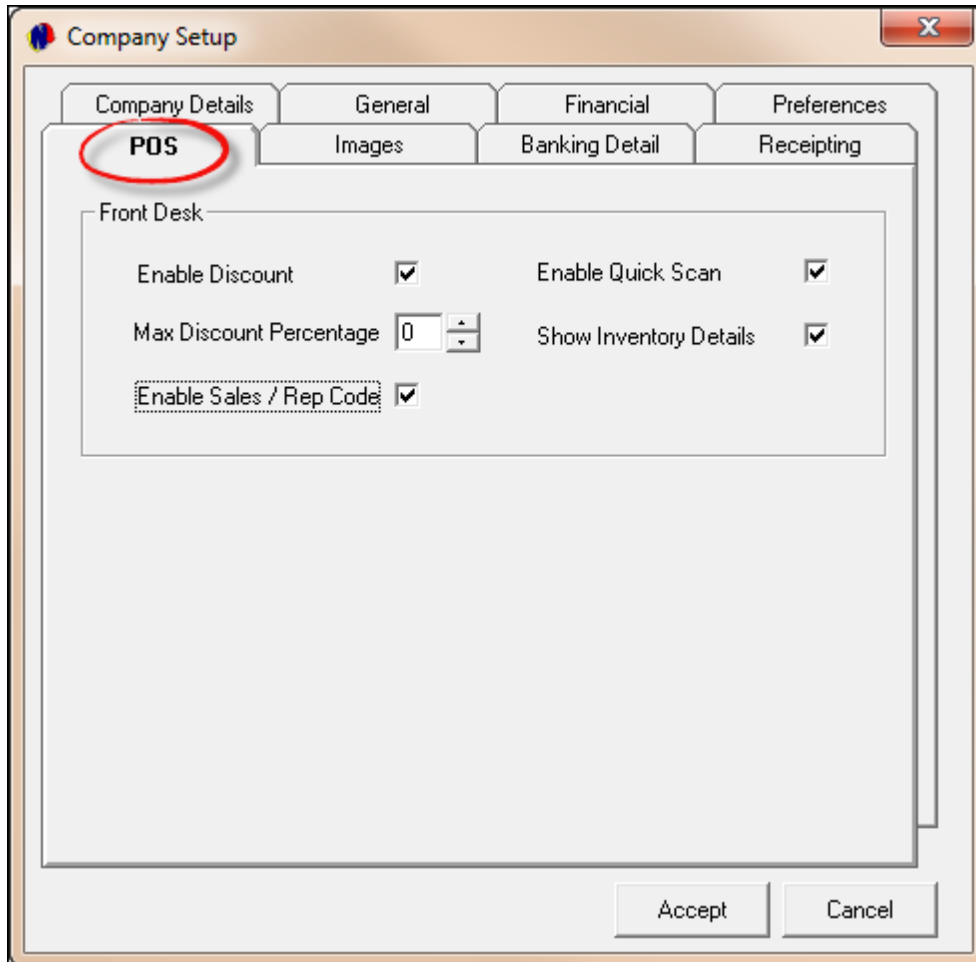 Company Setup
Company Details General Financial Preferences
POS Images Banking Detail Receipting
Front Desk
Enable Discount Enable Quick Scan
Max Discount Percentage 0 Show Inventory Details
Enable Sales / Rep Code
Accept Cancel